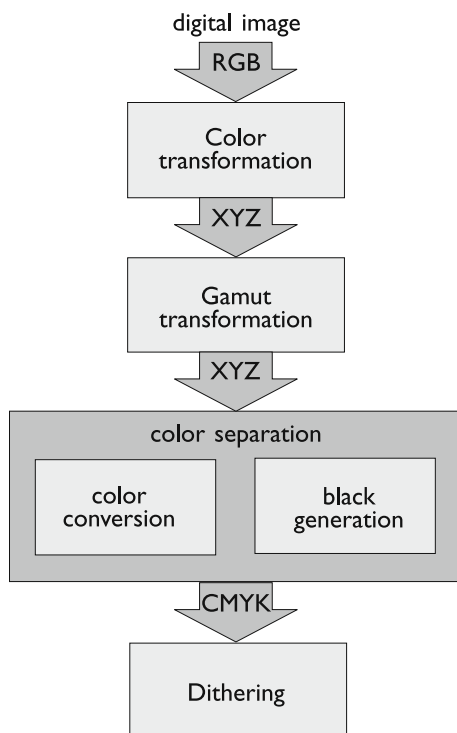 digital image
RGB
Color
transformation
XYZ
Gamut
transformation
XYZ
color separation
color
conversion
black
generation
CMYK
Dithering